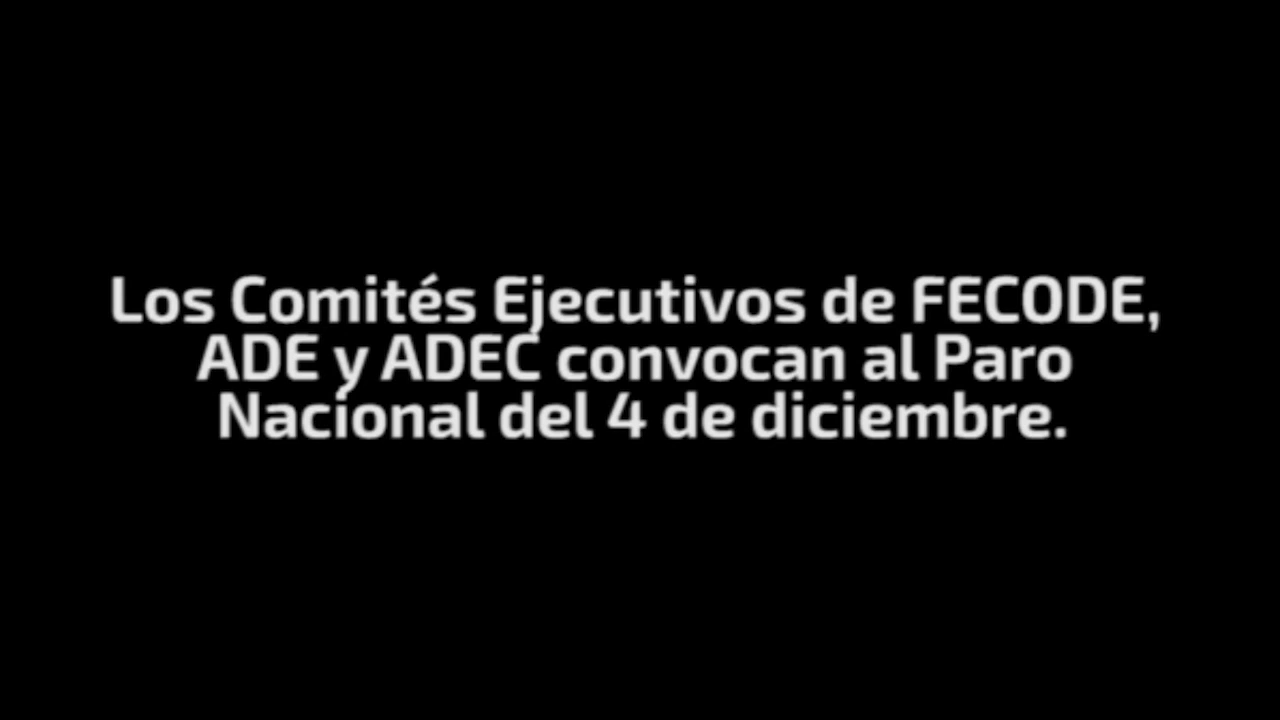 Los Comités Ejecutivos de FECODE,
ADE y ADEC convocan al Paro
Nacional del 4 de diciembre.